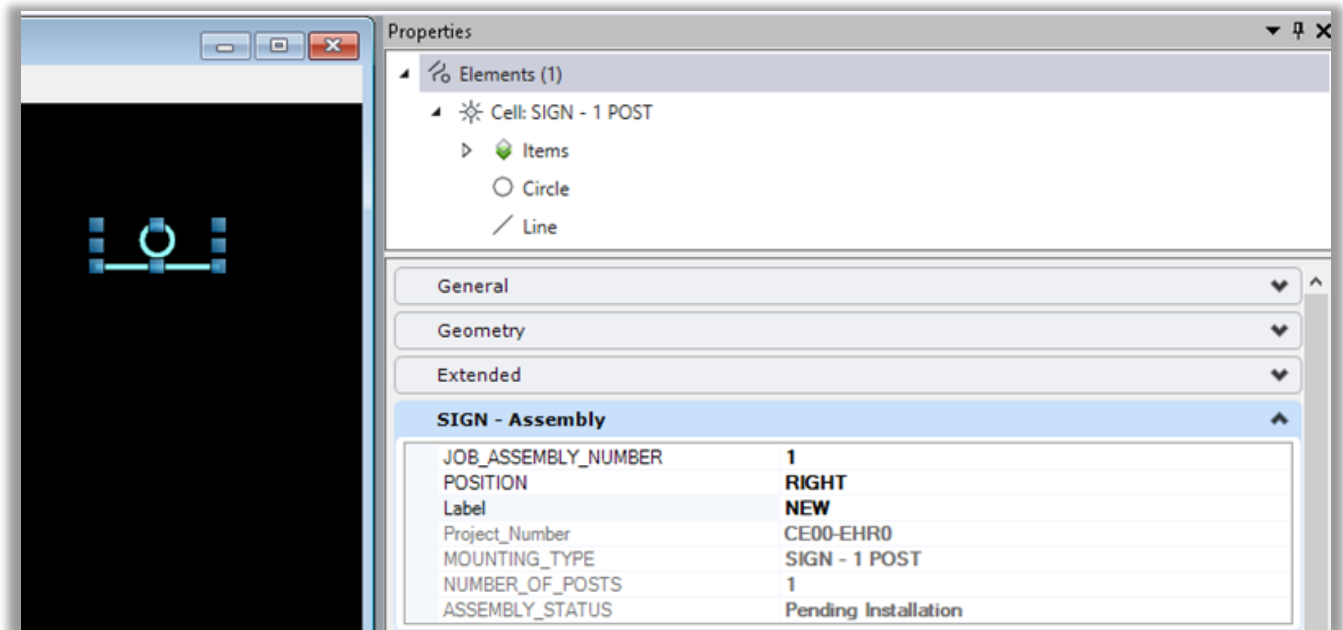 Properties
Elements (1)
Cell: SIGN - 1 POST
Items
Circle
Line
General
Geometry
Extended
SIGN - Assembly
JOB_ASSEMBLY_NUMBER 1
POSITION RIGHT
Label NEW
Project_Number CE00-EHR0
MOUNTING_TYPE SIGN - 1 POST
NUMBER_OF_POSTS 1
ASSEMBLY_STATUS Pending Installation